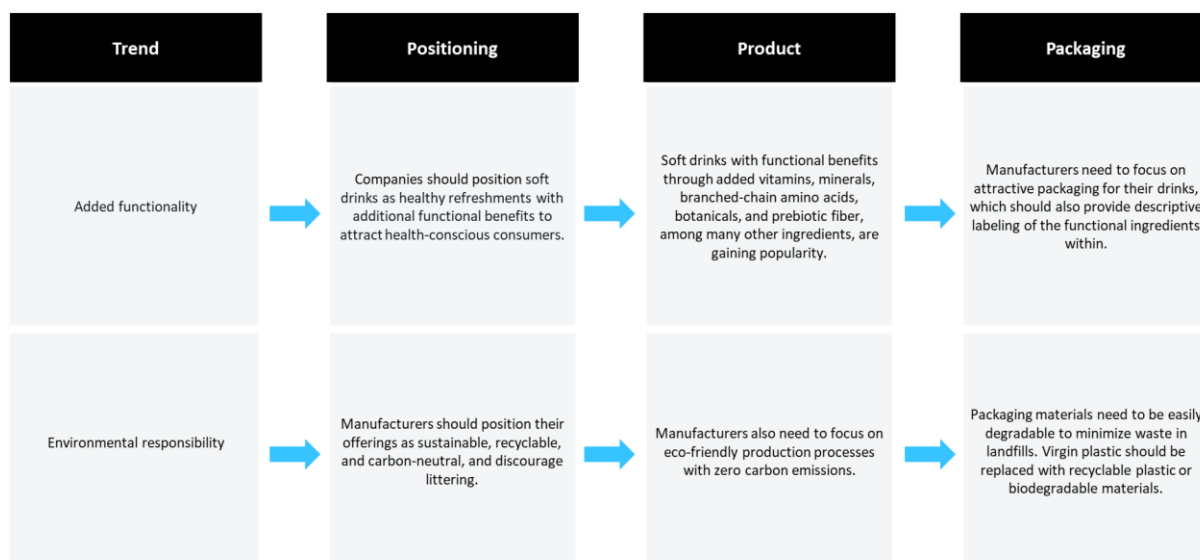 Trend
Positioning
Product
Packaging
Added functionality
Companies should position soft
drinks as healthy refreshments with
additional functional benefits to
attract health-conscious consumers.
Soft drinks with functional benefits
through added vitamins, minerals,
branched-chain amino acids,
botanicals, and prebiotic fiber,
among many other ingredients, are
gaining popularity.
Manufacturers need to focus on
attractive packaging for their drinks,
which should also provide descriptive
labeling of the functional ingredients
within.
Environmental responsibility
Manufacturers should position their
offerings as sustainable, recyclable,
and carbon-neutral, and discourage
littering.
Manufacturers also need to focus on
eco-friendly production processes
with zero carbon emissions.
Packaging materials need to be easily
degradable to minimize waste in
landfills. Virgin plastic should be
replaced with recyclable plastic or
biodegradable materials.